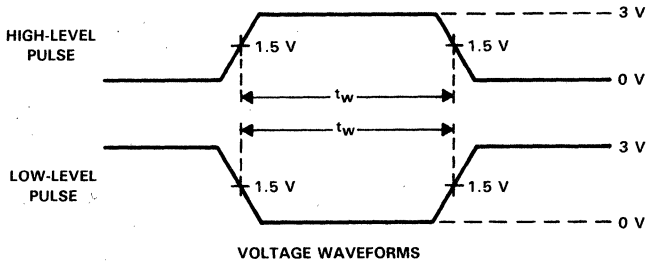 3 V
HIGH-LEVEL
PULSE
1.5 V
1.5 V
0 V
tw
tw
3 V
LOW-LEVEL
PULSE
1.5 V
1.5 V
0 V
VOLTAGE WAVEFORMS